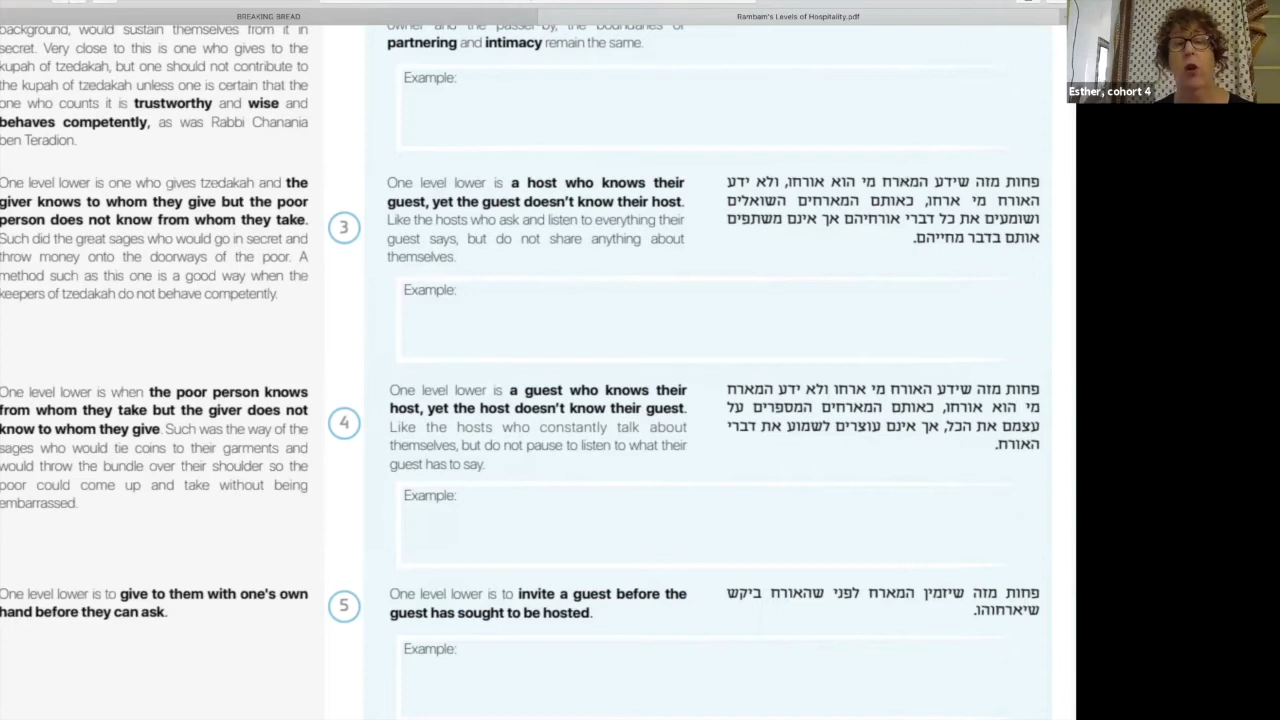 BREAKING BREAD
Rambam's Levels of Hospitality.pdf
Esther, cohort 4
background, would sustain themselves from it in
secret. Very close to this is one who gives to the
kupah of tzedakah, but one should not contribute to
the kupah of tzedakah unless one is certain that the
one who counts it is trustworthy and wise and
behaves competently, as was Rabbi Chanania
ben Teradion.
One level lower is one who gives tzedakah and the
giver knows to whom they give but the poor
person does not know from whom they take.
Such did the great sages who would go in secret and
throw money onto the doorways of the poor. A
method such as this one is a good way when the
keepers of tzedakah do not behave competently.
One level lower is when the poor person knows
from whom they take but the giver does not
know to whom they give. Such was the way of the
sages who would tie coins to their garments and
would throw the bundle over their shoulder so the
poor could come up and take without being
embarrassed.
One level lower is to give to them with one's own
hand before they can ask.
owner and the passer by, the boundaries of
partnering and intimacy remain the same.
Example:
3
One level lower is a host who knows their
guest, yet the guest doesn't know their host.
Like the hosts who ask and listen to everything their
guest says, but do not share anything about
themselves.
Example:
4
One level lower is a guest who knows their
host, yet the host doesn't know their guest.
Like the hosts who constantly talk about
themselves, but do not pause to listen to what their
guest has to say.
Example:
5
One level lower is to invite a guest before the
guest has sought to be hosted.
Example:
פחות מזה שידע המארח מי הוא אורחו, ולא ידע
האורח מי ארחו, כאותם המארחים השואלים
ושומעים את כל דברי אורחיהם אך אינם משתפים
אותם בדבר מחייהם.
פחות מזה שידע האורח מי ארחו ולא ידע המארח
מי הוא אורחו, כאותם המארחים המספרים על
עצמם את הכל, אך אינם עוצרים לשמוע את דברי
האורח.
פחות מזה שיזמין המארח לפני שהאורח ביקש
שיארחוהו.